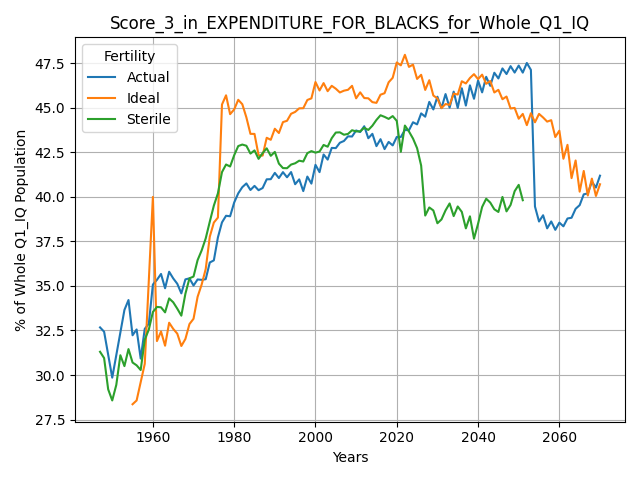 Score_3_in_EXPENDITURE_FOR_BLACKS_for_Whole_Q1_IQ
Fertility
Actual
Ideal
Sterile
% of Whole Q1_IQ Population
47.5
45.0
42.5
40.0
37.5
35.0
32.5
30.0
27.5
1960
1980
2000
2020
2040
2060
Years